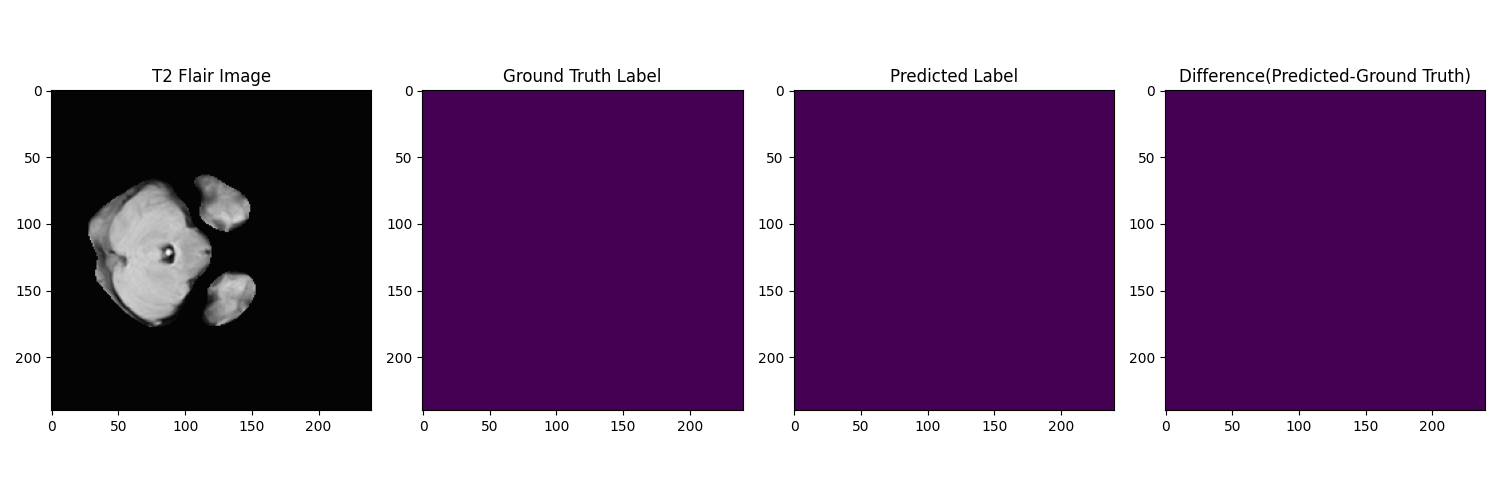 T2 Flair Image
Ground Truth Label
Predicted Label
Difference(Predicted-Ground Truth)
0 0 0 0
50 50 50 50
100 100 100 100
150 150 150 150
200 200 200 200
0 50 100 150 200 0 50 100 150 200 0 50 100 150 200 0 50 100 150 200